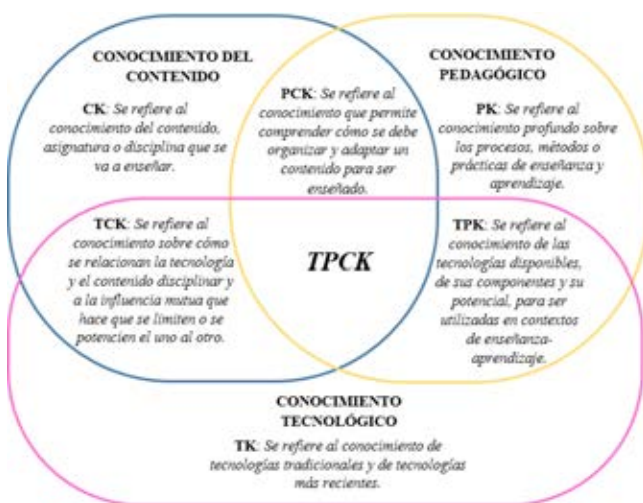 CONOCIMIENTO DEL
CONTENIDO
CK: Se refiere al
conocimiento del contenido,
asignatura o disciplina que se
va a enseñar.
PCK: Se refiere al
conocimiento que permite
comprender cómo se debe
organizar y adaptar un
contenido para ser
enseñado.
CONOCIMIENTO
PEDAGÓGICO
PK: Se refiere al
conocimiento profundo sobre
los procesos, métodos o
prácticas de enseñanza y
aprendizaje.
TCK: Se refiere al
conocimiento sobre cómo
se relacionan la tecnología
y el contenido disciplinar y
a la influencia mutua que
hace que se limiten o se
potencien el uno al otro.
TPCK
TPK: Se refiere al
conocimiento de las
tecnologías disponibles,
de sus componentes y su
potencial, para ser
utilizadas en contextos
de enseñanza-
aprendizaje.
CONOCIMIENTO
TECNOLÓGICO
TK: Se refiere al conocimiento de
tecnologías tradicionales y de tecnologías
más recientes.